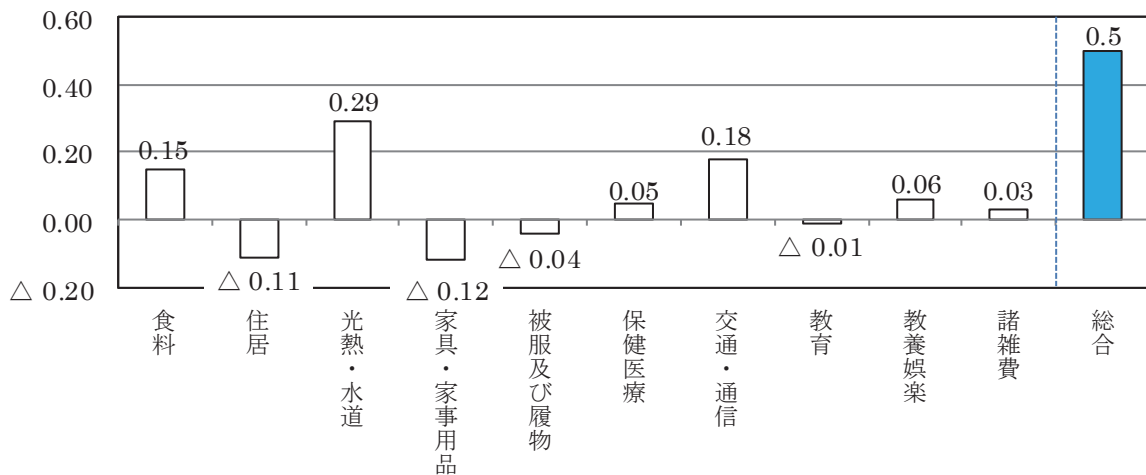 0.60
0.40
0.20
0.00
△ 0.20
0.15
△ 0.11
0.29
△ 0.12
△ 0.04
0.05
0.18
△ 0.01
0.06
0.03
0.5
食料
住居
光熱・水道
家具・家事用品
被服及び履物
保健医療
交通・通信
教育
教養娯楽
諸雑費
総合